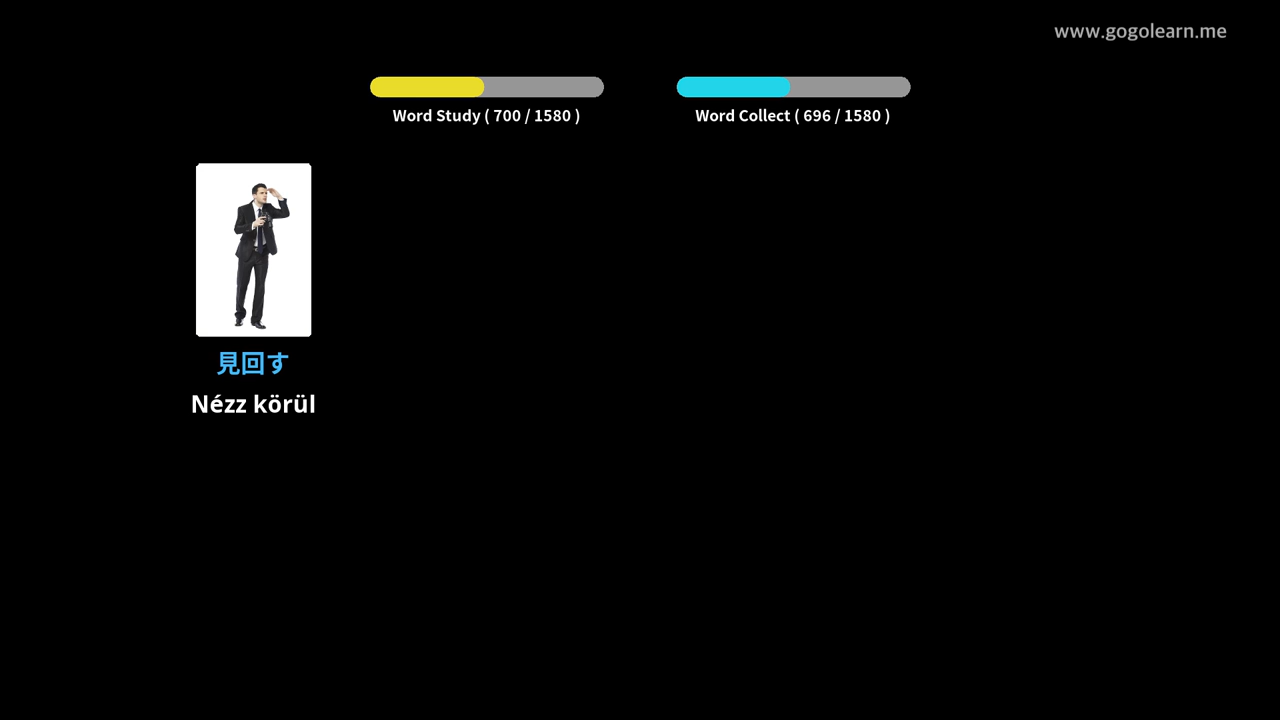 www.gogolearn.me
Word Study ( 700 / 1580 )
Word Collect ( 696 / 1580 )
見回す
Nézz körül